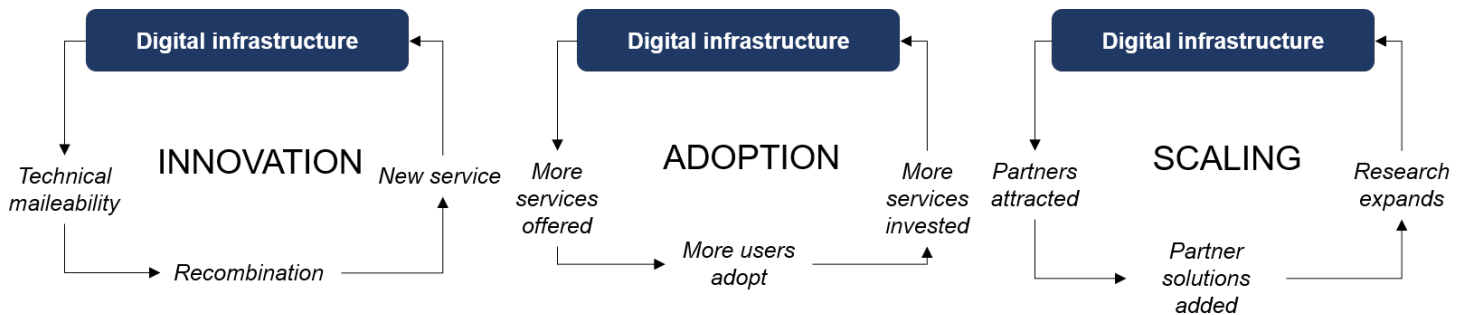 Digital infrastructure
Technical
maileability
INNOVATION
New service
Recombination
Digital infrastructure
More
services
offered
ADOPTION
More
services
invested
More users
adopt
Digital infrastructure
Partners
attracted
SCALING
Research
expands
Partner
solutions
added